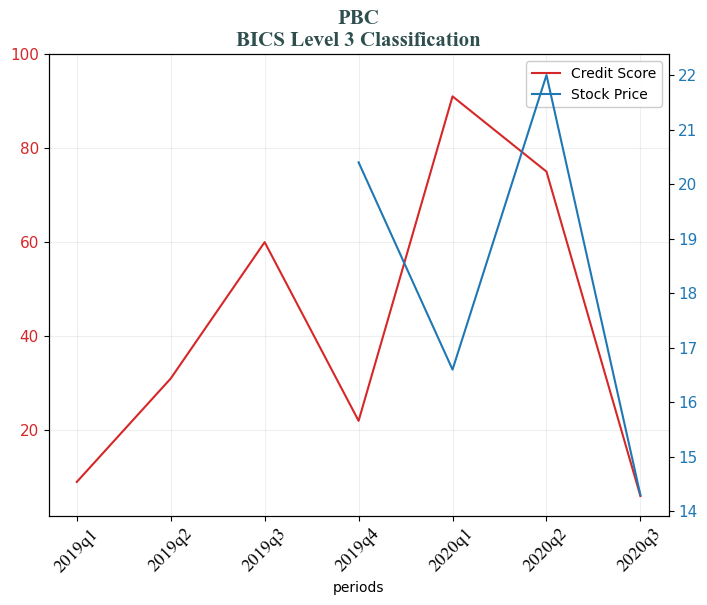 PBC
BICS Level 3 Classification
Credit Score
Stock Price
100
80
60
40
20
22
21
20
19
18
17
16
15
14
2019q1
2019q2
2019q3
2019q4
2020q1
2020q2
2020q3
periods